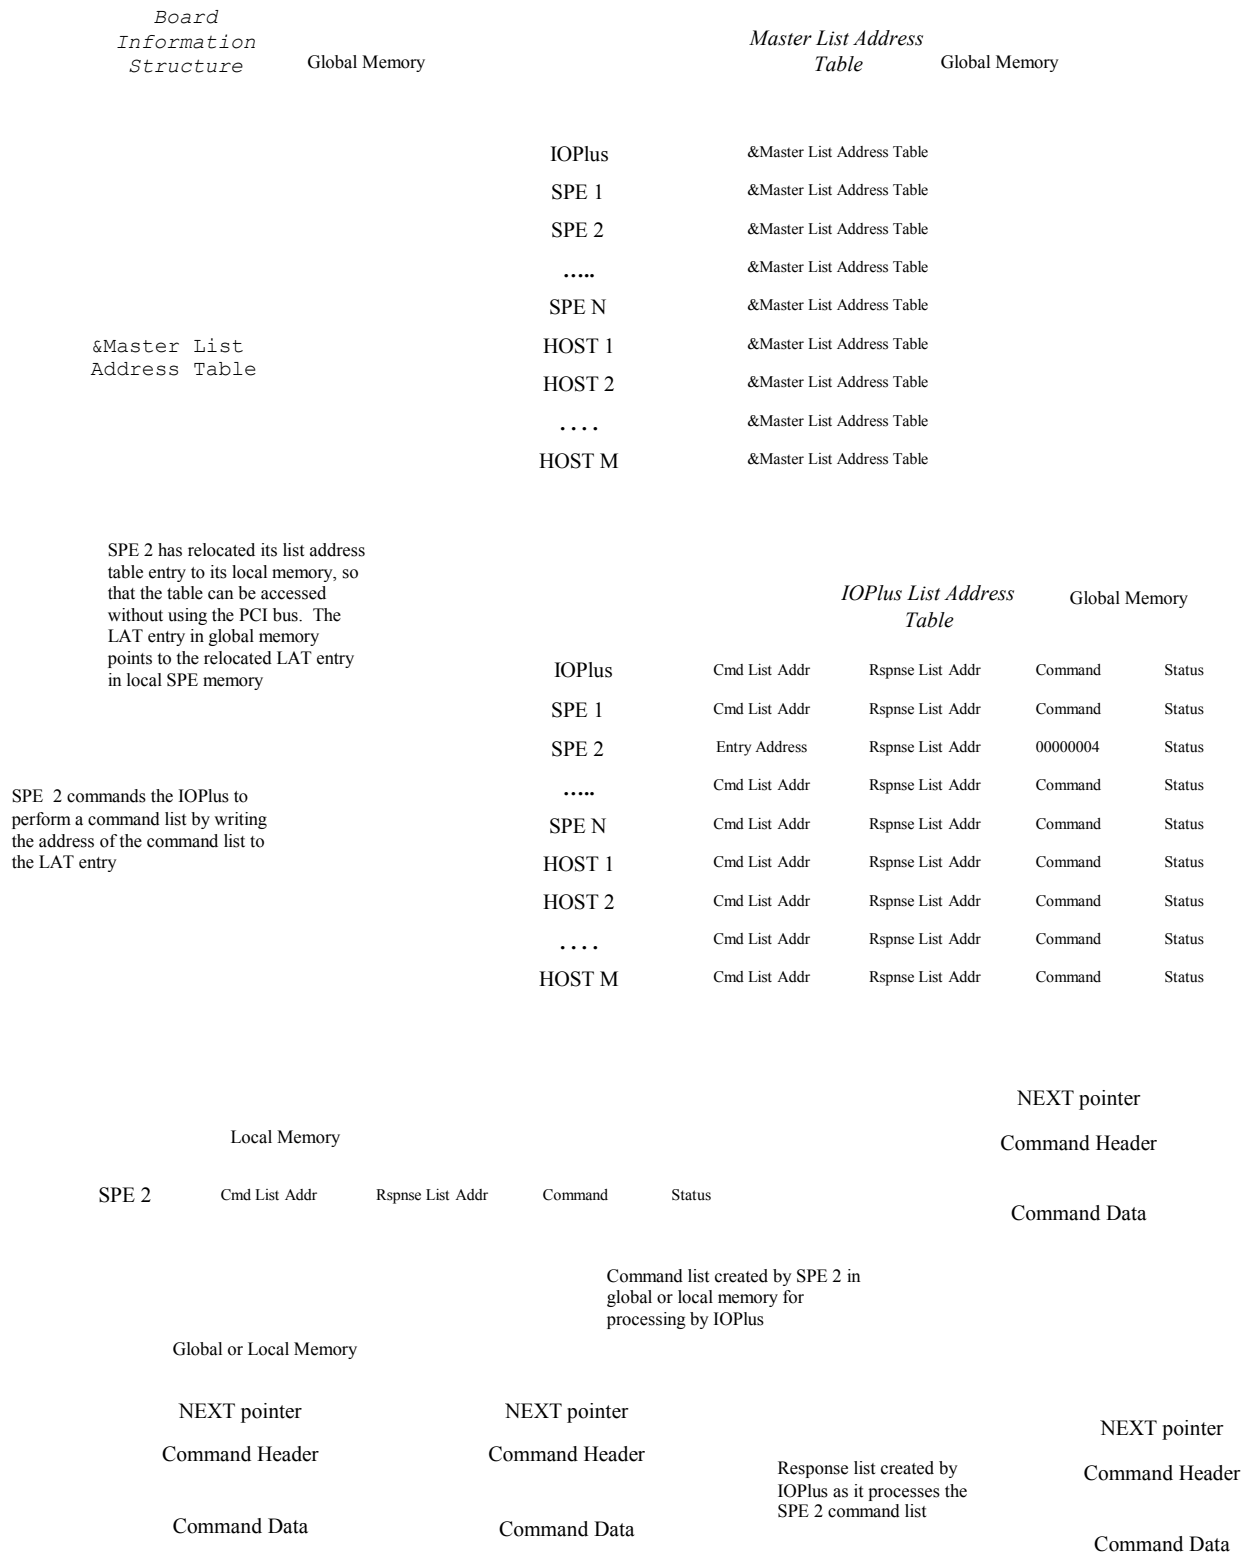 Board
Information
Structure
Global Memory
Master List Address
Table
Global Memory
IOPlus &Master List Address Table
SPE 1 &Master List Address Table
SPE 2 &Master List Address Table
..... &Master List Address Table
SPE N &Master List Address Table
HOST 1 &Master List Address Table
HOST 2 &Master List Address Table
. . . . &Master List Address Table
HOST M &Master List Address Table
&Master List
Address Table
SPE 2 has relocated its list address
table entry to its local memory, so
that the table can be accessed
without using the PCI bus. The
LAT entry in global memory
points to the relocated LAT entry
in local SPE memory
IOPlus List Address
Table
Global Memory
IOPlus Cmd List Addr Rspnse List Addr Command Status
SPE 1 Cmd List Addr Rspnse List Addr Command Status
SPE 2 Entry Address Rspnse List Addr 00000004 Status
..... Cmd List Addr Rspnse List Addr Command Status
SPE N Cmd List Addr Rspnse List Addr Command Status
HOST 1 Cmd List Addr Rspnse List Addr Command Status
HOST 2 Cmd List Addr Rspnse List Addr Command Status
. . . . Cmd List Addr Rspnse List Addr Command Status
HOST M Cmd List Addr Rspnse List Addr Command Status
SPE 2 commands the IOPlus to
perform a command list by writing
the address of the command list to
the LAT entry
NEXT pointer
Command Header
Command Data
Local Memory
SPE 2 Cmd List Addr Rspnse List Addr Command Status
Command list created by SPE 2 in
global or local memory for
processing by IOPlus
Global or Local Memory
NEXT pointer
Command Header
Command Data
NEXT pointer
Command Header
Command Data
Response list created by
IOPlus as it processes the
SPE 2 command list
NEXT pointer
Command Header
Command Data